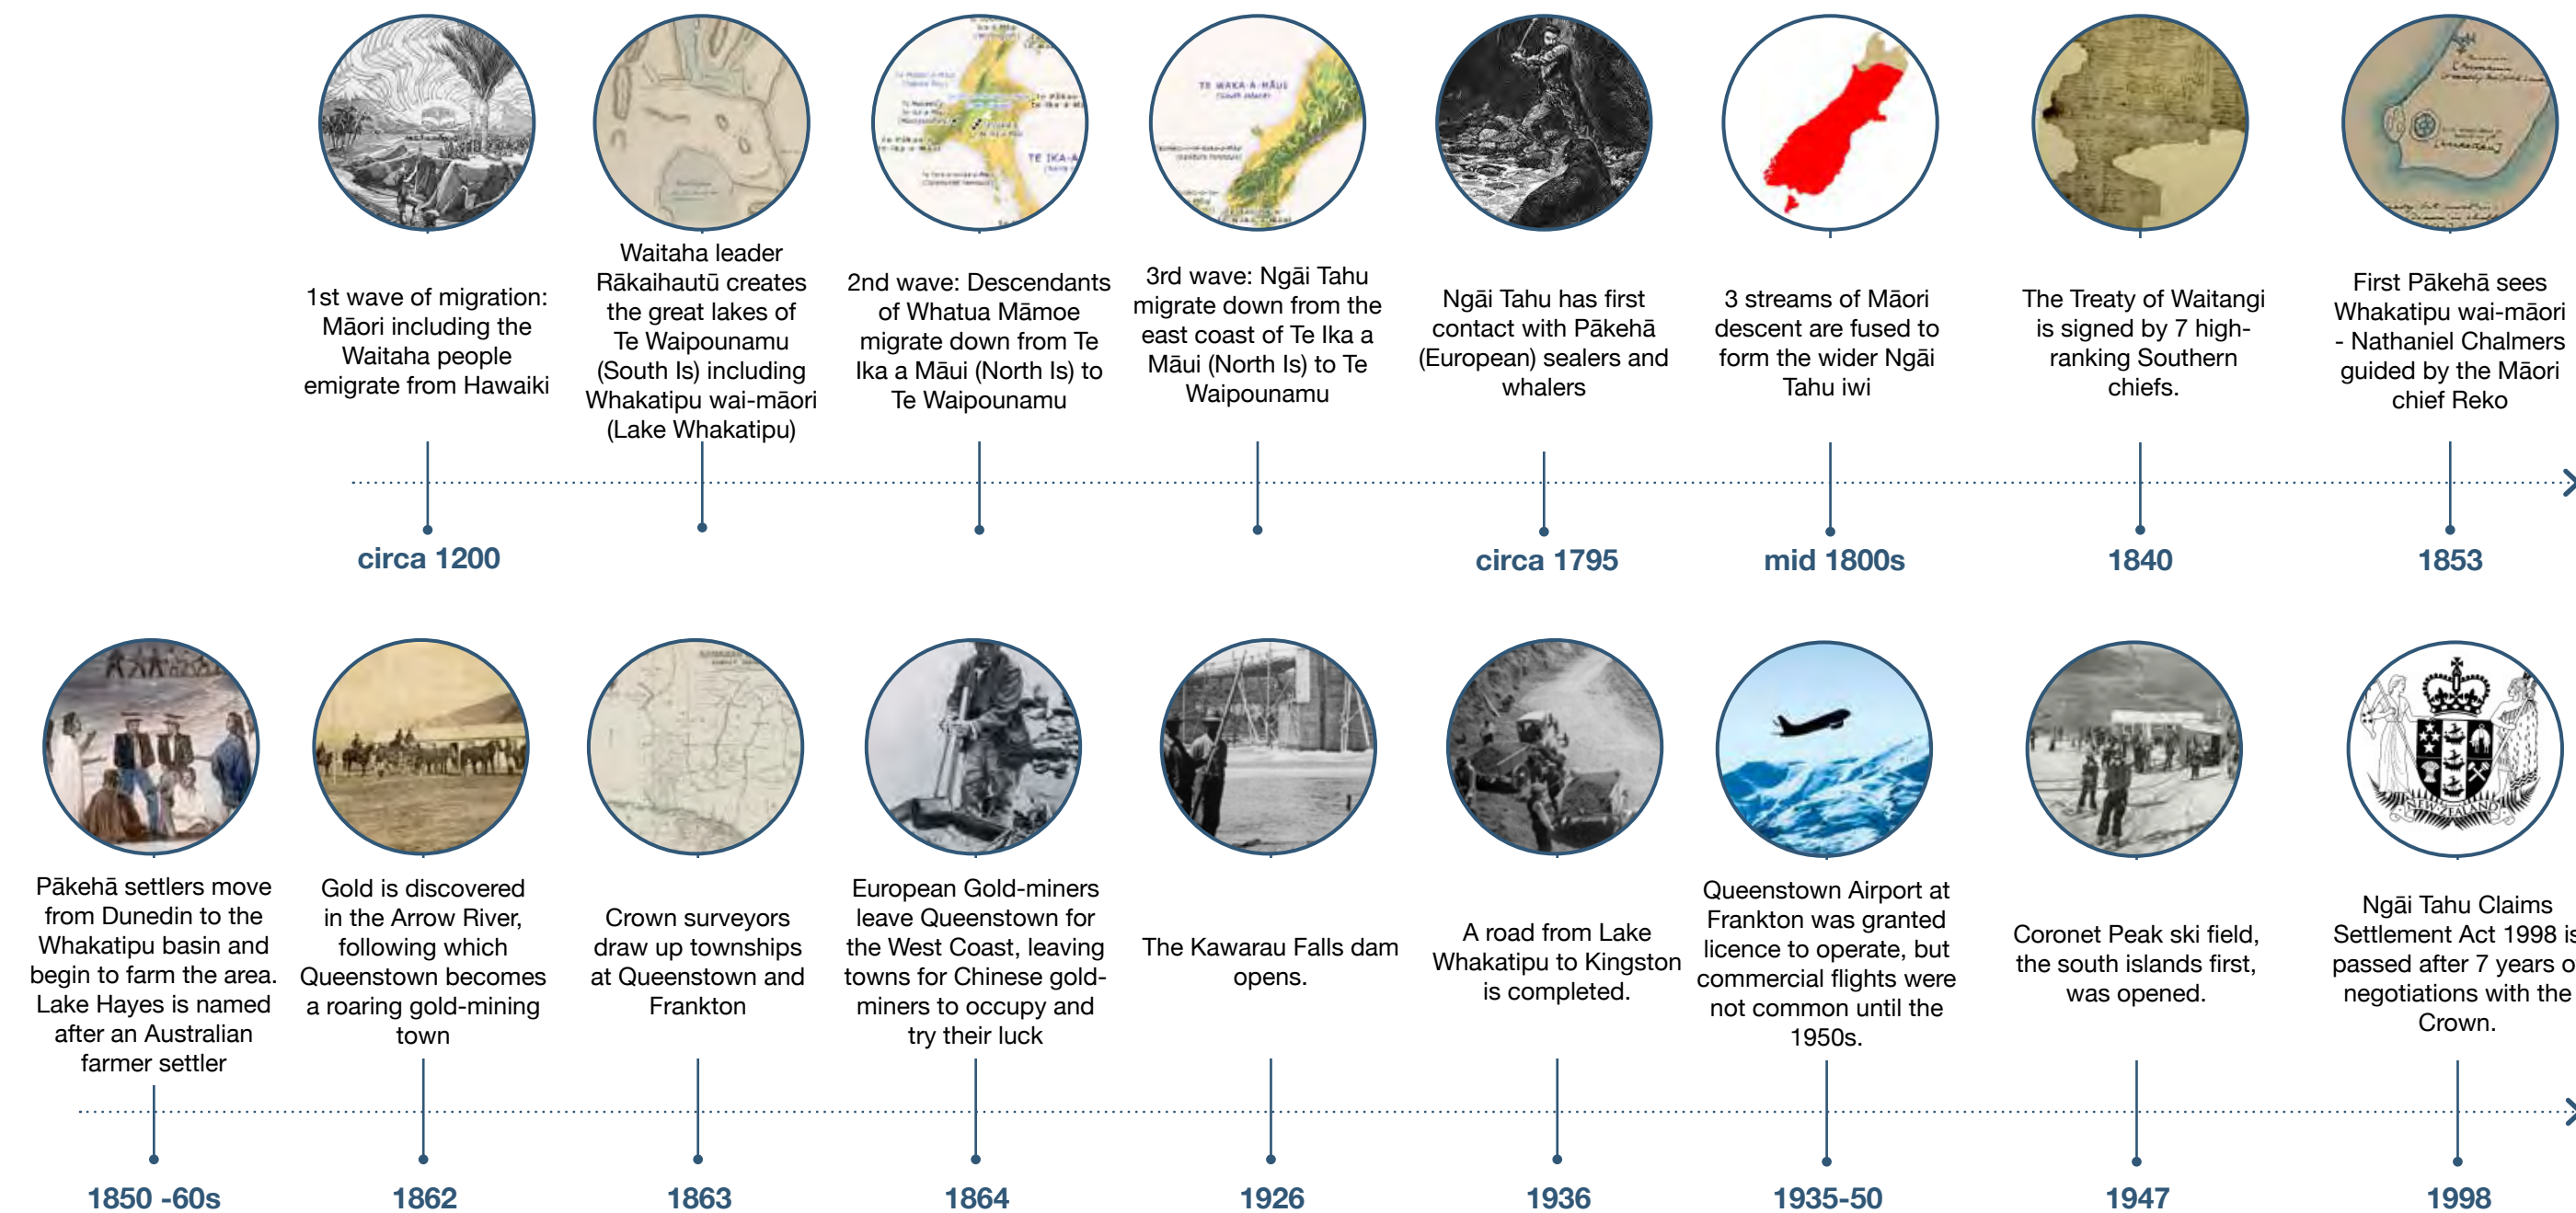 1st wave of migration:
Māori including the
Waitaha people
emigrate from Hawaiki
Waitaha leader
Rākaihautū creates
the great lakes of
Te Waipounamu
(South Is) including
Whakatipu wai-māori
(Lake Whakatipu)
2nd wave: Descendants
of Whatua Māmoe
migrate down from Te
Ika a Māui (North Is) to
Te Waipounamu
3rd wave: Ngāi Tahu
migrate down from the
east coast of Te Ika a
Māui (North Is) to Te
Waipounamu
Ngāi Tahu has first
contact with Pākehā
(European) sealers and
whalers
3 streams of Māori
descent are fused to
form the wider Ngāi
Tahu iwi
The Treaty of Waitangi
is signed by 7 high-
ranking Southern
chiefs.
First Pākehā sees
Whakatipu wai-māori
- Nathaniel Chalmers
guided by the Māori
chief Reko
TE WAKA-A-MĀUI
(South Island)
TE IKA-A
circa 1200
circa 1795
mid 1800s
1840
1853
Pākehā settlers move
from Dunedin to the
Whakatipu basin and
begin to farm the area.
Lake Hayes is named
after an Australian
farmer settler
Gold is discovered
in the Arrow River,
following which
Queenstown becomes
a roaring gold-mining
town
Crown surveyors
draw up townships
at Queenstown and
Frankton
European Gold-miners
leave Queenstown for
the West Coast, leaving
towns for Chinese gold-
miners to occupy and
try their luck
The Kawarau Falls dam
opens.
A road from Lake
Whakatipu to Kingston
is completed.
Queenstown Airport at
Frankton was granted
licence to operate, but
commercial flights were
not common until the
1950s.
Coronet Peak ski field,
the south islands first,
was opened.
NEW ZEALAND
Ngāi Tahu Claims
Settlement Act 1998 is
passed after 7 years o
negotiations with the
Crown.
1850 -60s
1862
1863
1864
1926
1936
1935-50
1947
1998